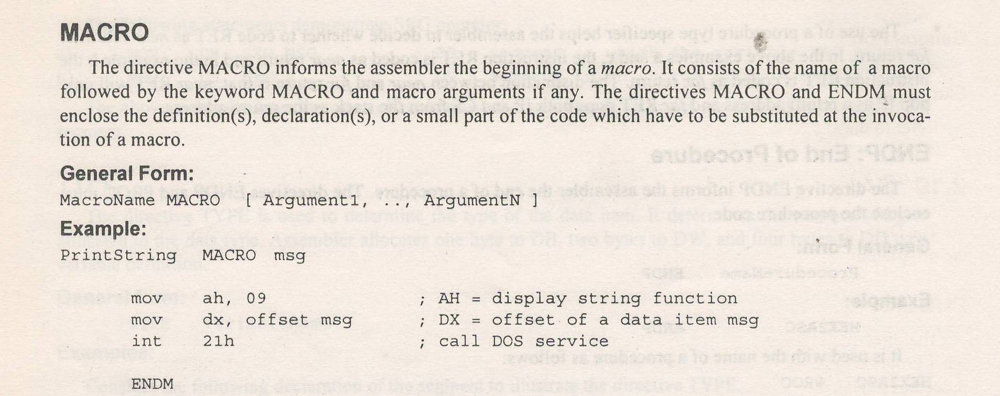 MACRO
The directive MACRO informs the assembler the beginning of a macro. It consists of the name of a macro
followed by the keyword MACRO and macro arguments if any. The directives MACRO and ENDM must
enclose the definition(s), declaration(s), or a small part of the code which have to be substituted at the invoca-
tion of a macro.
General Form:
MacroName MACRO [ Argument1, .., ArgumentN ]
Example:
PrintString MACRO msg
mov ah, 09 ; AH = display string function
mov dx, offset msg ; DX = offset of a data item msg
int 21h ; call DOS service
ENDM